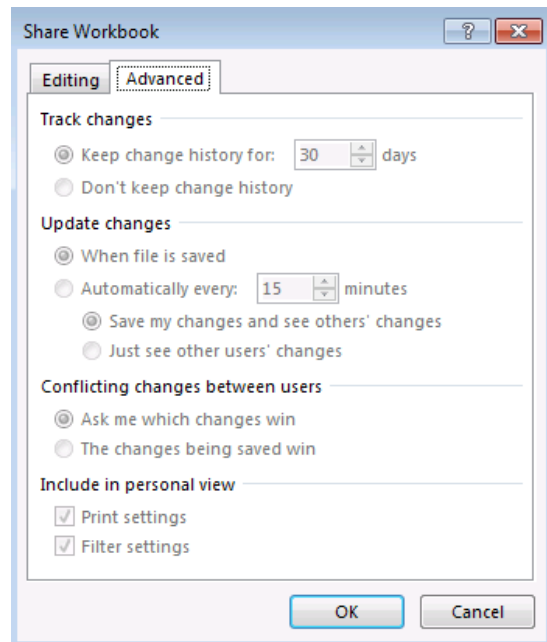 Share Workbook
Editing Advanced
Track changes
Keep change history for: 30 days
Don't keep change history
Update changes
When file is saved
Automatically every: 15 minutes
Save my changes and see others' changes
Just see other users' changes
Conflicting changes between users
Ask me which changes win
The changes being saved win
Include in personal view
Print settings
Filter settings
OK Cancel